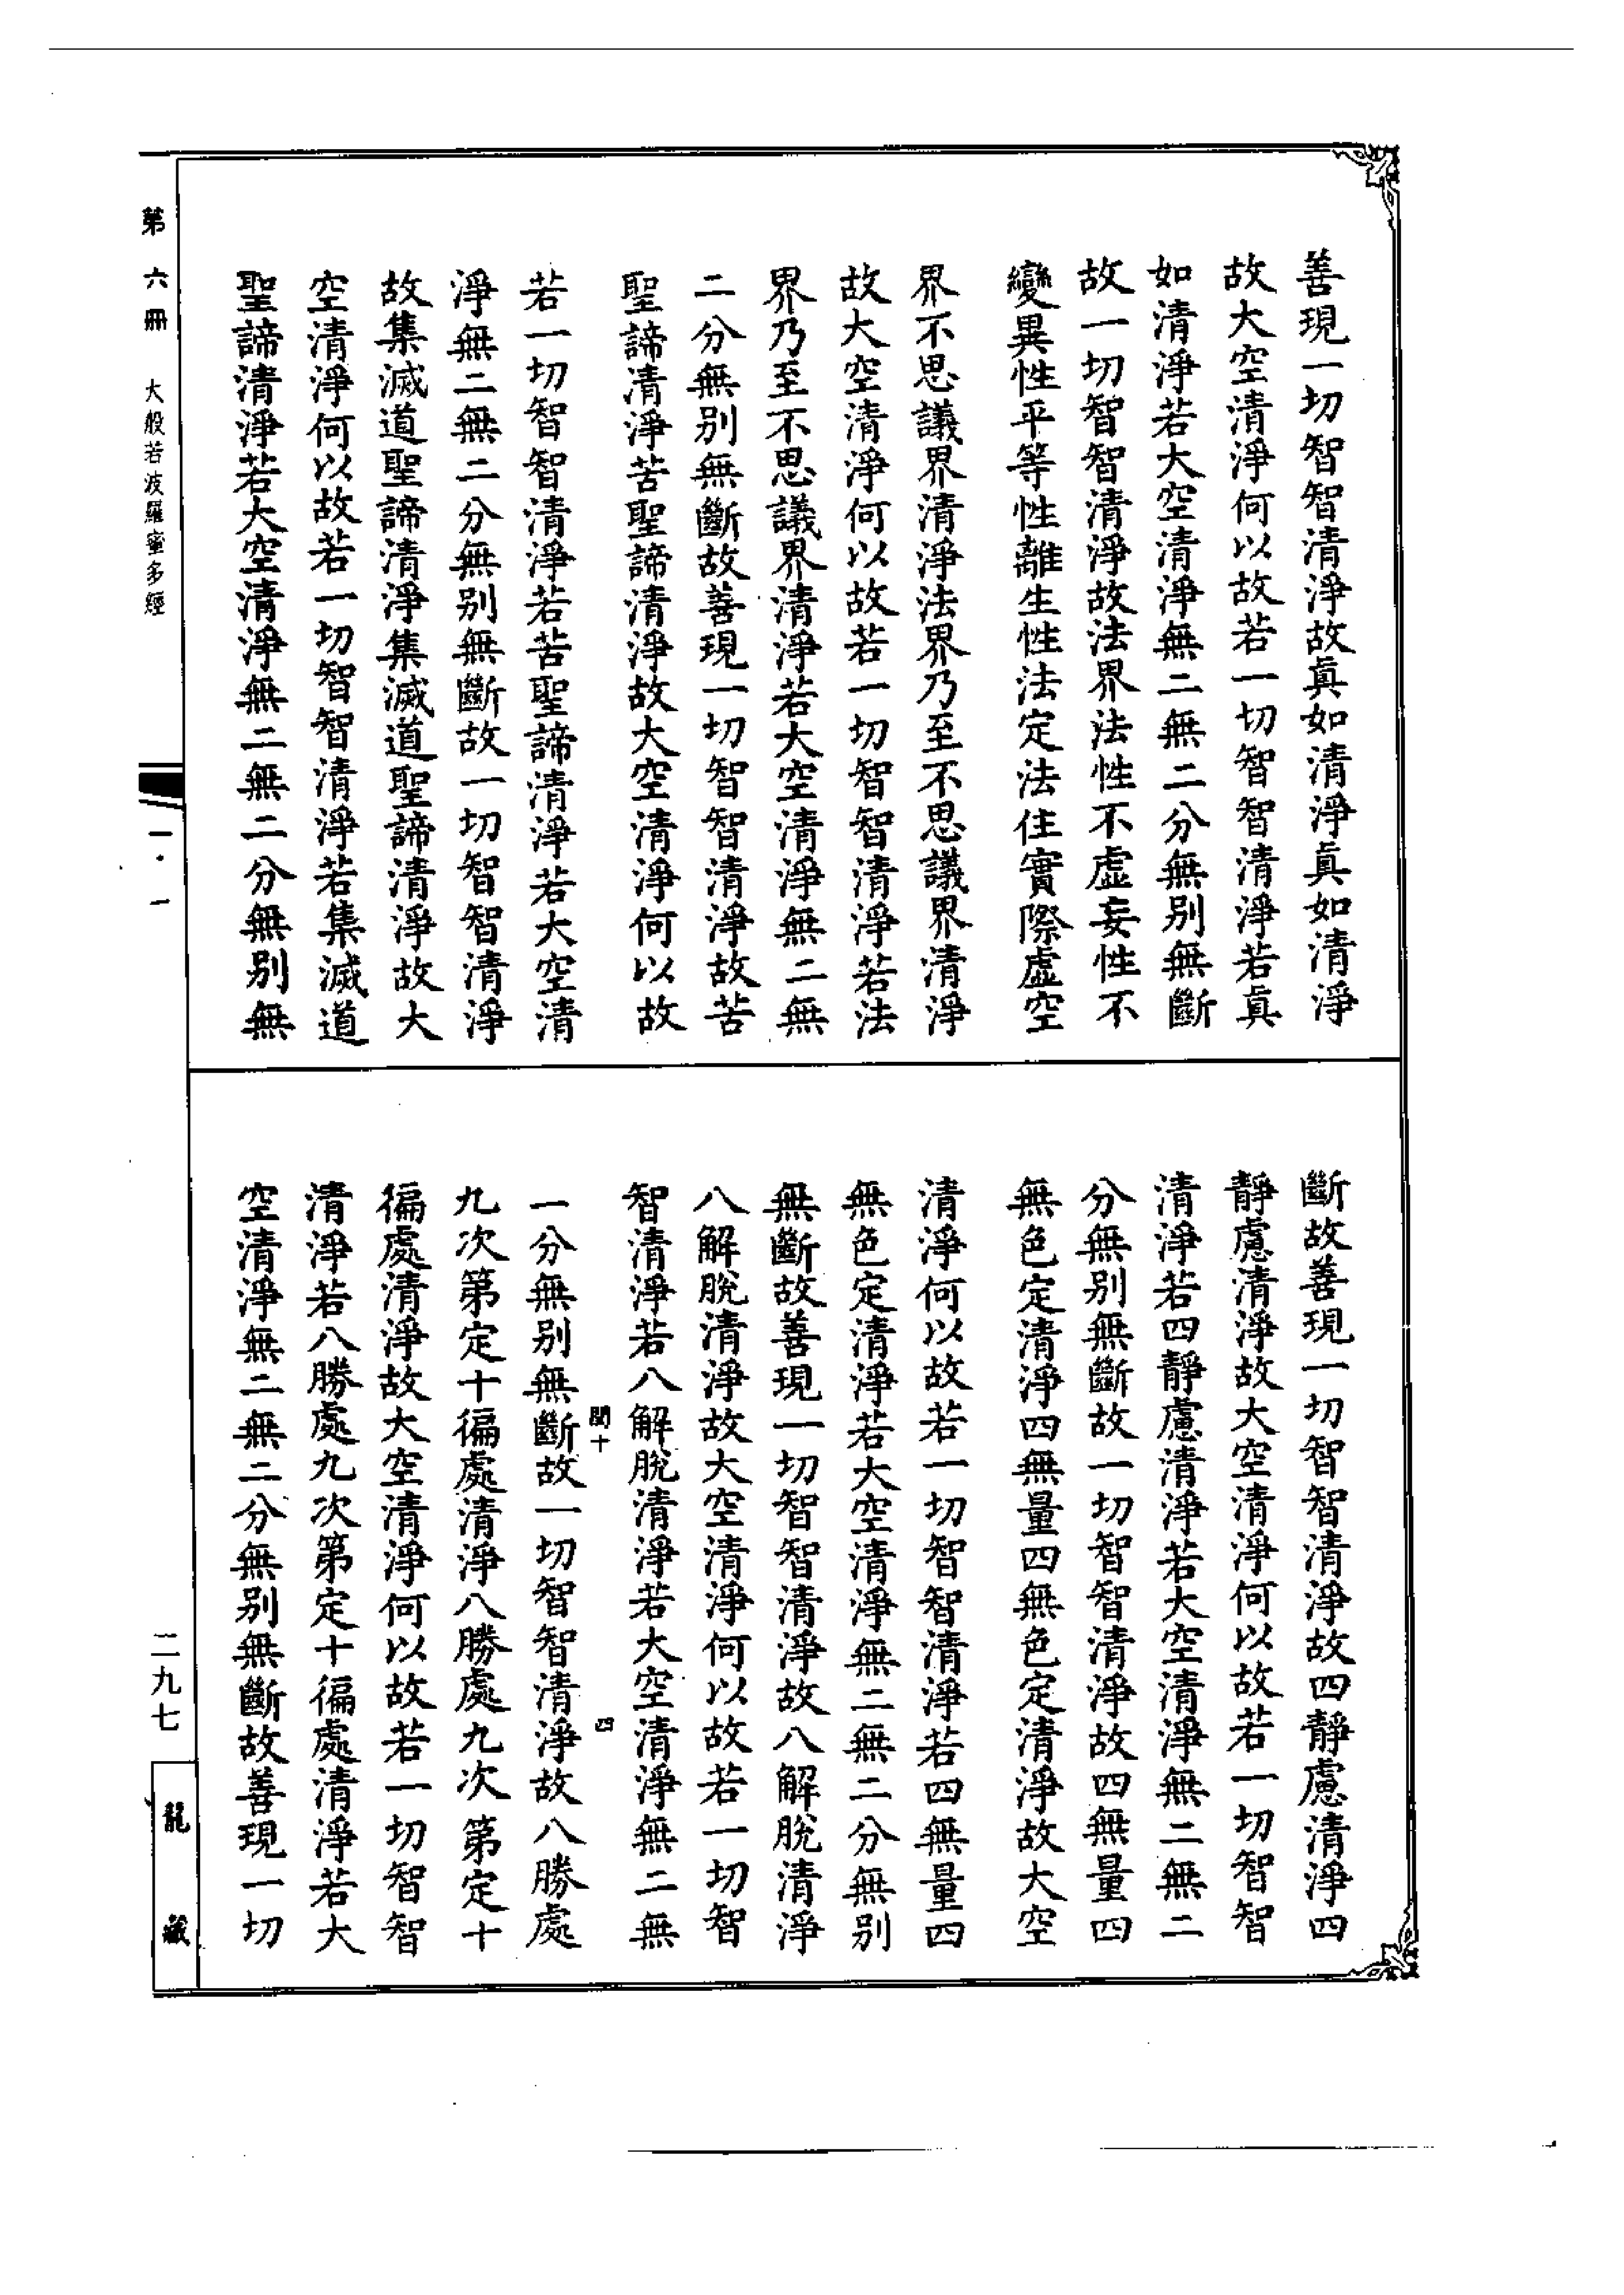 善現一切智智清淨故真如清淨真如清淨
故大空清淨何以故若一切智智清淨若真
如清淨若大空清淨無二無二分無別無斷
故一切智智清淨故法界法性不虛妄性不
變異性平等性離生性法定法住實際虛空
界不思議界清淨法界乃至不思議界清淨
故大空清淨何以故若一切智智清淨若法
界乃至不思議界清淨若大空清淨無二無
二分無別無斷故善現一切智智清淨故苦
聖諦清淨苦聖諦清淨故大空清淨何以故
若一切智智清淨若苦聖諦清淨若大空清
淨無二無二分無別無斷故一切智智清淨
故集滅道聖諦清淨集滅道聖諦清淨故大
空清淨何以故若一切智智清淨若集滅道
聖諦清淨若大空清淨無二無二分無別無
斷故善現一切智智清淨故四靜慮清淨四
靜慮清淨故大空清淨何以故若一切智智
清淨若四靜慮清淨若大空清淨無二無二
分無別無斷故一切智智清淨故四無量四
無色定清淨四無量四無色定清淨故大空
清淨何以故若一切智智清淨若四無量四
無色定清淨若大空清淨無二無二分無別
無斷故善現一切智智清淨故八解脫清淨
八解脫清淨故大空清淨何以故若一切智
智清淨若八解脫清淨若大空清淨無二無
閏十 四
一分無別無斷故一切智智清淨故八勝處
九次第定十徧處清淨八勝處九次第定十
徧處清淨故大空清淨何以故若一切智智
清淨若八勝處九次第定十徧處清淨若大
空清淨無二無二分無別無斷故善現一切
第六冊 大般若波羅蜜多經
一·一
二九七
龍藏